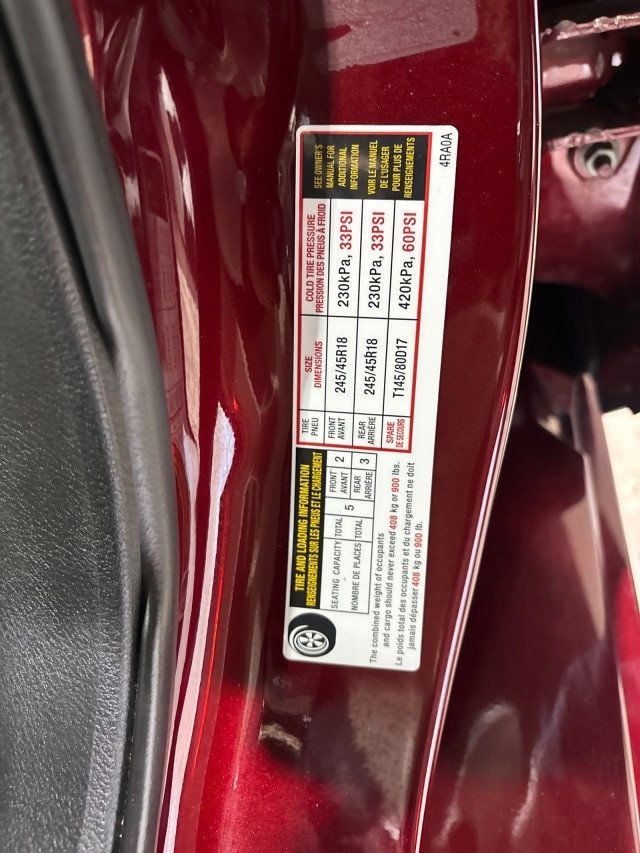 TIRE AND LOADING INFORMATION
RENSEIGNEMENTS SUR LES PNEUS ET LE CHARGEMENT
SEATING CAPACITY
NOMBRE DE PLACES
TOTAL
TOTAL
5
FRONT
AVANT
2
REAR
ARRIÈRE
3
The combined weight of occupants
and cargo should never exceed 408 kg or 900 lbs.
Le poids total des occupants et du chargement ne doit
jamais dépasser 408 kg ou 900 lb.
TIRE
PNEU
SIZE
DIMENSIONS
COLD TIRE PRESSURE
PRESSION DES PNEUS À FROID
FRONT
AVANT
245/45R18
230kPa, 33PSI
REAR
ARRIÈRE
245/45R18
230kPa, 33PSI
SPARE
DE SECOURS
T145/80D17
420kPa, 60PSI
SEE OWNER'S
MANUAL FOR
ADDITIONAL
INFORMATION
VOIR LE MANUEL
DE L'USAGER
POUR PLUS DE
RENSEIGNEMENTS
4RA0A